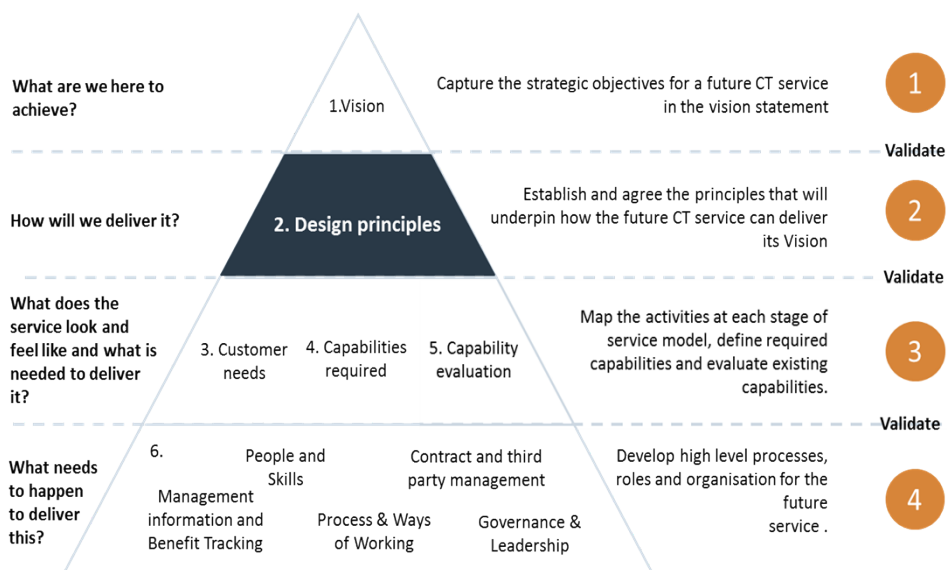 What are we here to
achieve?
1.Vision
Capture the strategic objectives for a future CT service
in the vision statement
1
Validate
How will we deliver it?
2. Design principles
Establish and agree the principles that will
underpin how the future CT service can deliver
its Vision
2
Validate
What does the
service look and
feel like and what is
needed to deliver
it?
3. Customer
needs
4. Capabilities
required
5. Capability
evaluation
Map the activities at each stage of
service model, define required
capabilities and evaluate existing
capabilities.
3
Validate
What needs
to happen
to deliver
this?
6.
People and
Skills
Contract and third
party management
Management
information and
Benefit Tracking
Process & Ways
of Working
Governance &
Leadership
Develop high level processes,
roles and organisation for the
future
service .
4